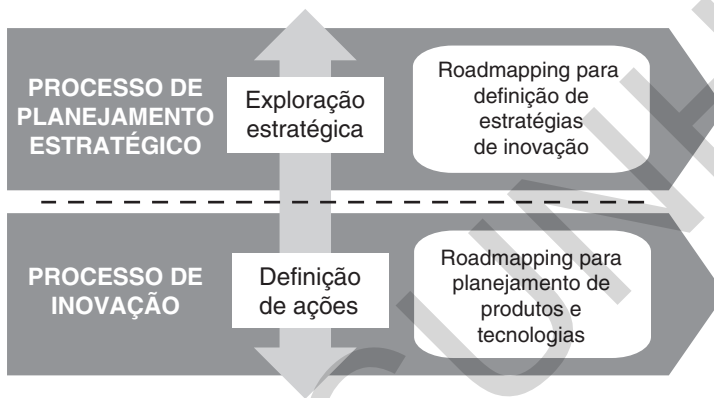 PROCESSO DE
PLANEJAMENTO
ESTRATÉGICO
Exploração
estratégica
Roadmapping para
definição de
estratégias
de inovação
PROCESSO DE
INOVAÇÃO
Definição
de ações
Roadmapping para
planejamento de
produtos e
tecnologias